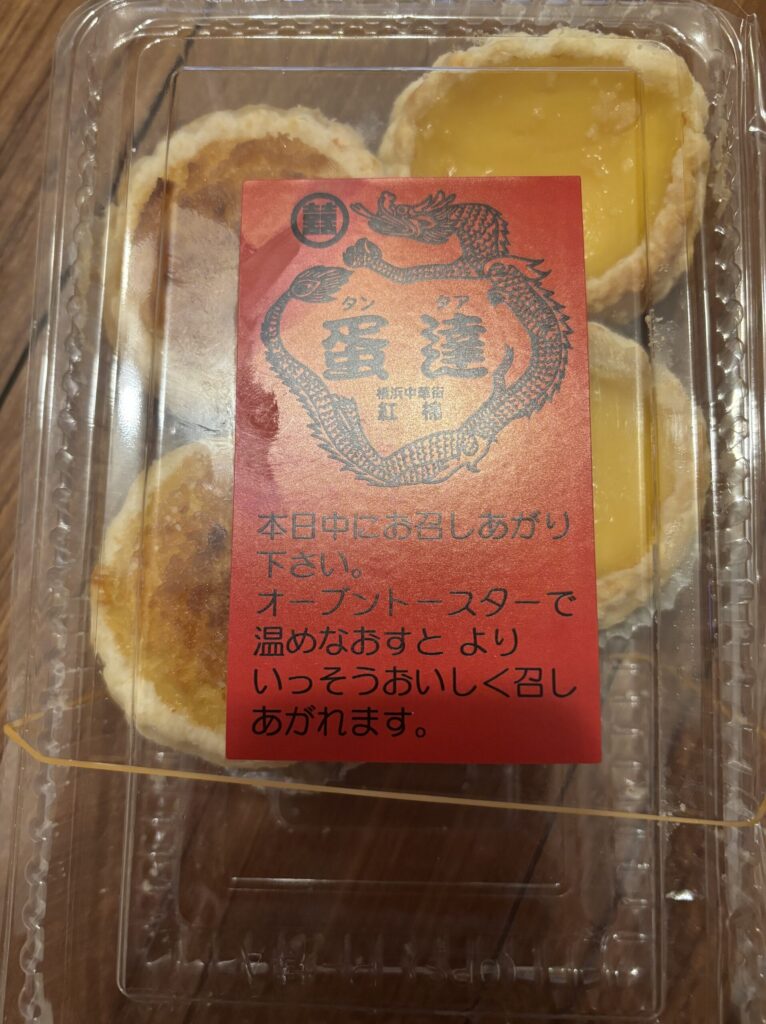 タン タア
蛋達
横浜中華街
紅棉
本日中にお召しあがり
下さい。
オーブントースターで
温めなおすと より
いっそうおいしく召し
あがれます。